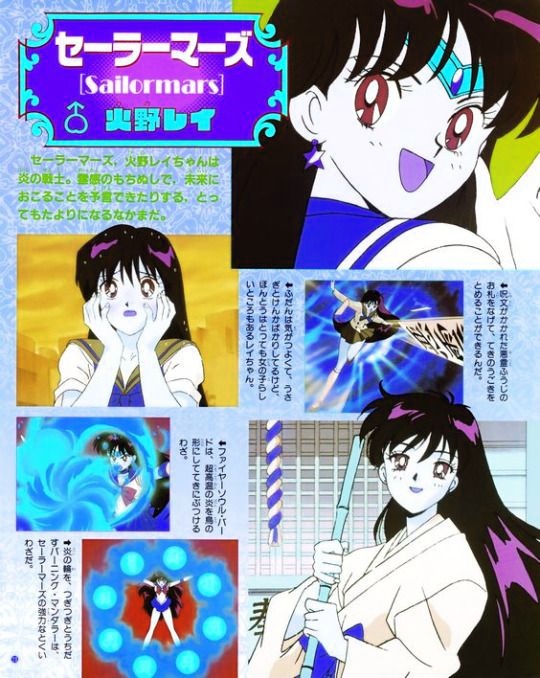 セーラーマーズ
[Sailormars]
♂ 火野レイ
セーラーマーズ、火野レイちゃんは
炎の戦士。霊感のもちぬしで、未来に
おこることを予言できたりする、とっ
てもたよりになるなかまだ。
⬅呪文がかかれた悪霊ふうじの
お札をなげて、てきのうごきを
とめることができるんだ。
⬅ふだんは気がつよくて、うさ
ぎとけんかばかりしてるけど、
ほんとうはとっても女の子らし
いところもあるレイちゃん。
⬅ファイヤーソウル・バー
ドは、超高温の炎を鳥の
形にしててきにぶつける
わざ。
➡炎の輪を、つぎつぎとうちだ
すバーニング・マンダラーは、
セーラーマーズの強力なとくい
わざだ。
奉